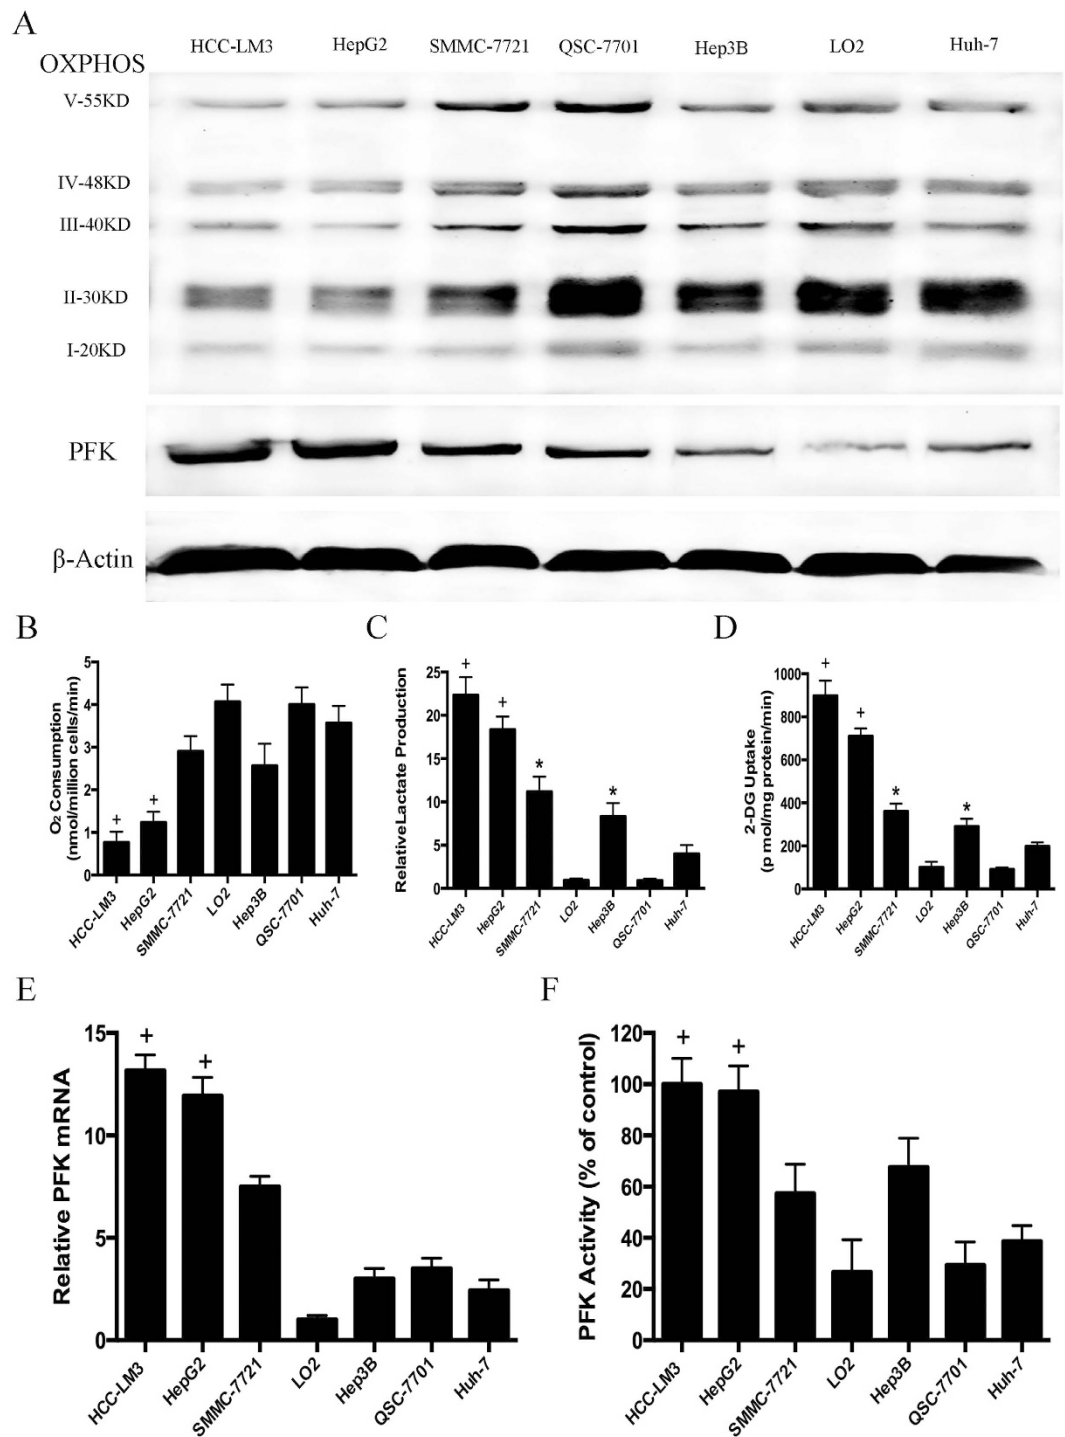 A
HCC-LM3 HepG2 SMMC-7721 QSC-7701 Hep3B LO2 Huh-7
OXPHOS
V-55KD
IV-48KD
III-40KD
II-30KD
I-20KD
PFK
β-Actin
B
O₂ Consumption
(nmol/million cells/min)
5
4
3
2
1
0
+ +
HCC-LM3 HepG2 SMMC-7721 LO2 Hep3B QSC-7701 Huh-7
C
RelativeLactate Production
25
20
15
10
5
0
+ + * *
HCC-LM3 HepG2 SMMC-7721 LO2 Hep3B QSC-7701 Huh-7
D
2-DG Uptake
(p mol/mg protein/min)
1000
800
600
400
200
0
+ + * *
HCC-LM3 HepG2 SMMC-7721 LO2 Hep3B QSC-7701 Huh-7
E
Relative PFK mRNA
15
10
5
0
+ +
HCC-LM3 HepG2 SMMC-7721 LO2 Hep3B QSC-7701 Huh-7
F
PFK Activity (% of control)
120
100
80
60
40
20
0
+ +
HCC-LM3 HepG2 SMMC-7721 LO2 Hep3B QSC-7701 Huh-7